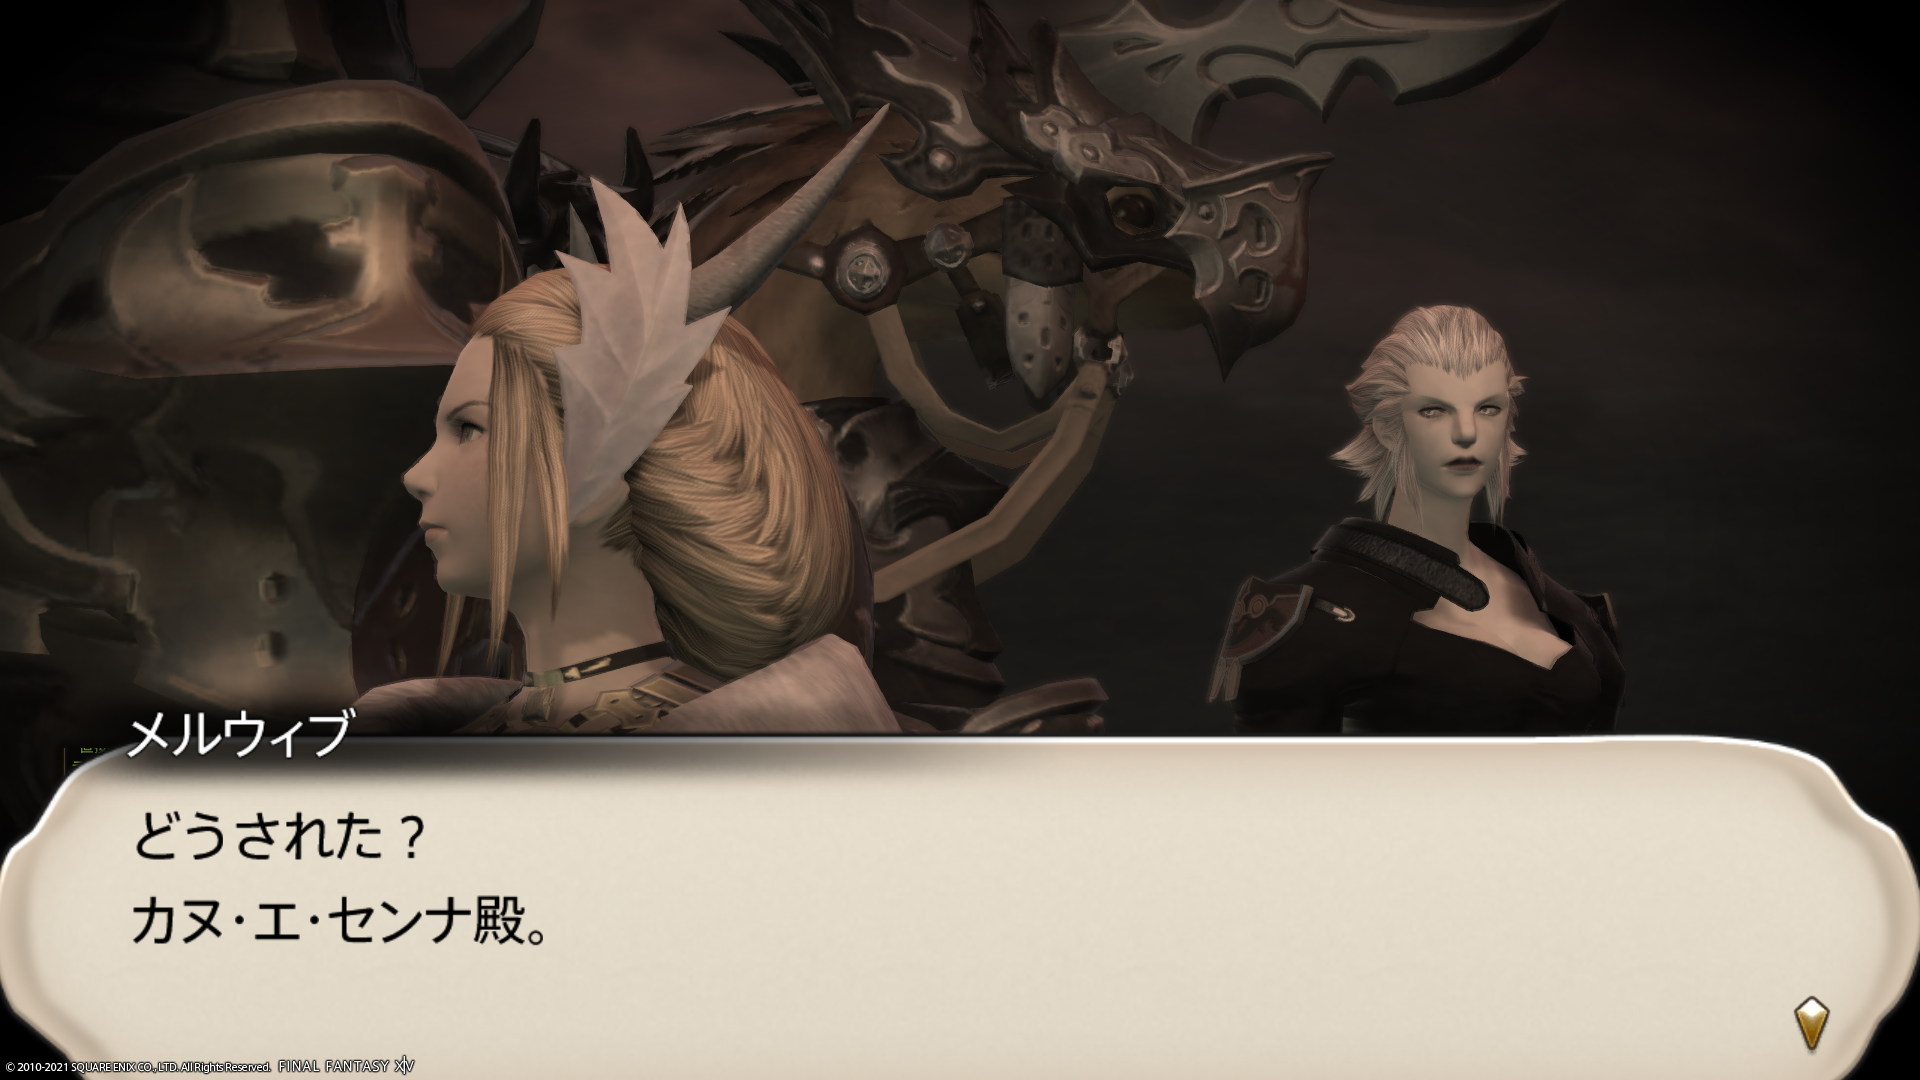 メルウィブ
どうされた？
カヌ・エ・センナ殿。
© 2010-2021 SQUARE ENIX CO., LTD. All Rights Reserved. FINAL FANTASY XIV